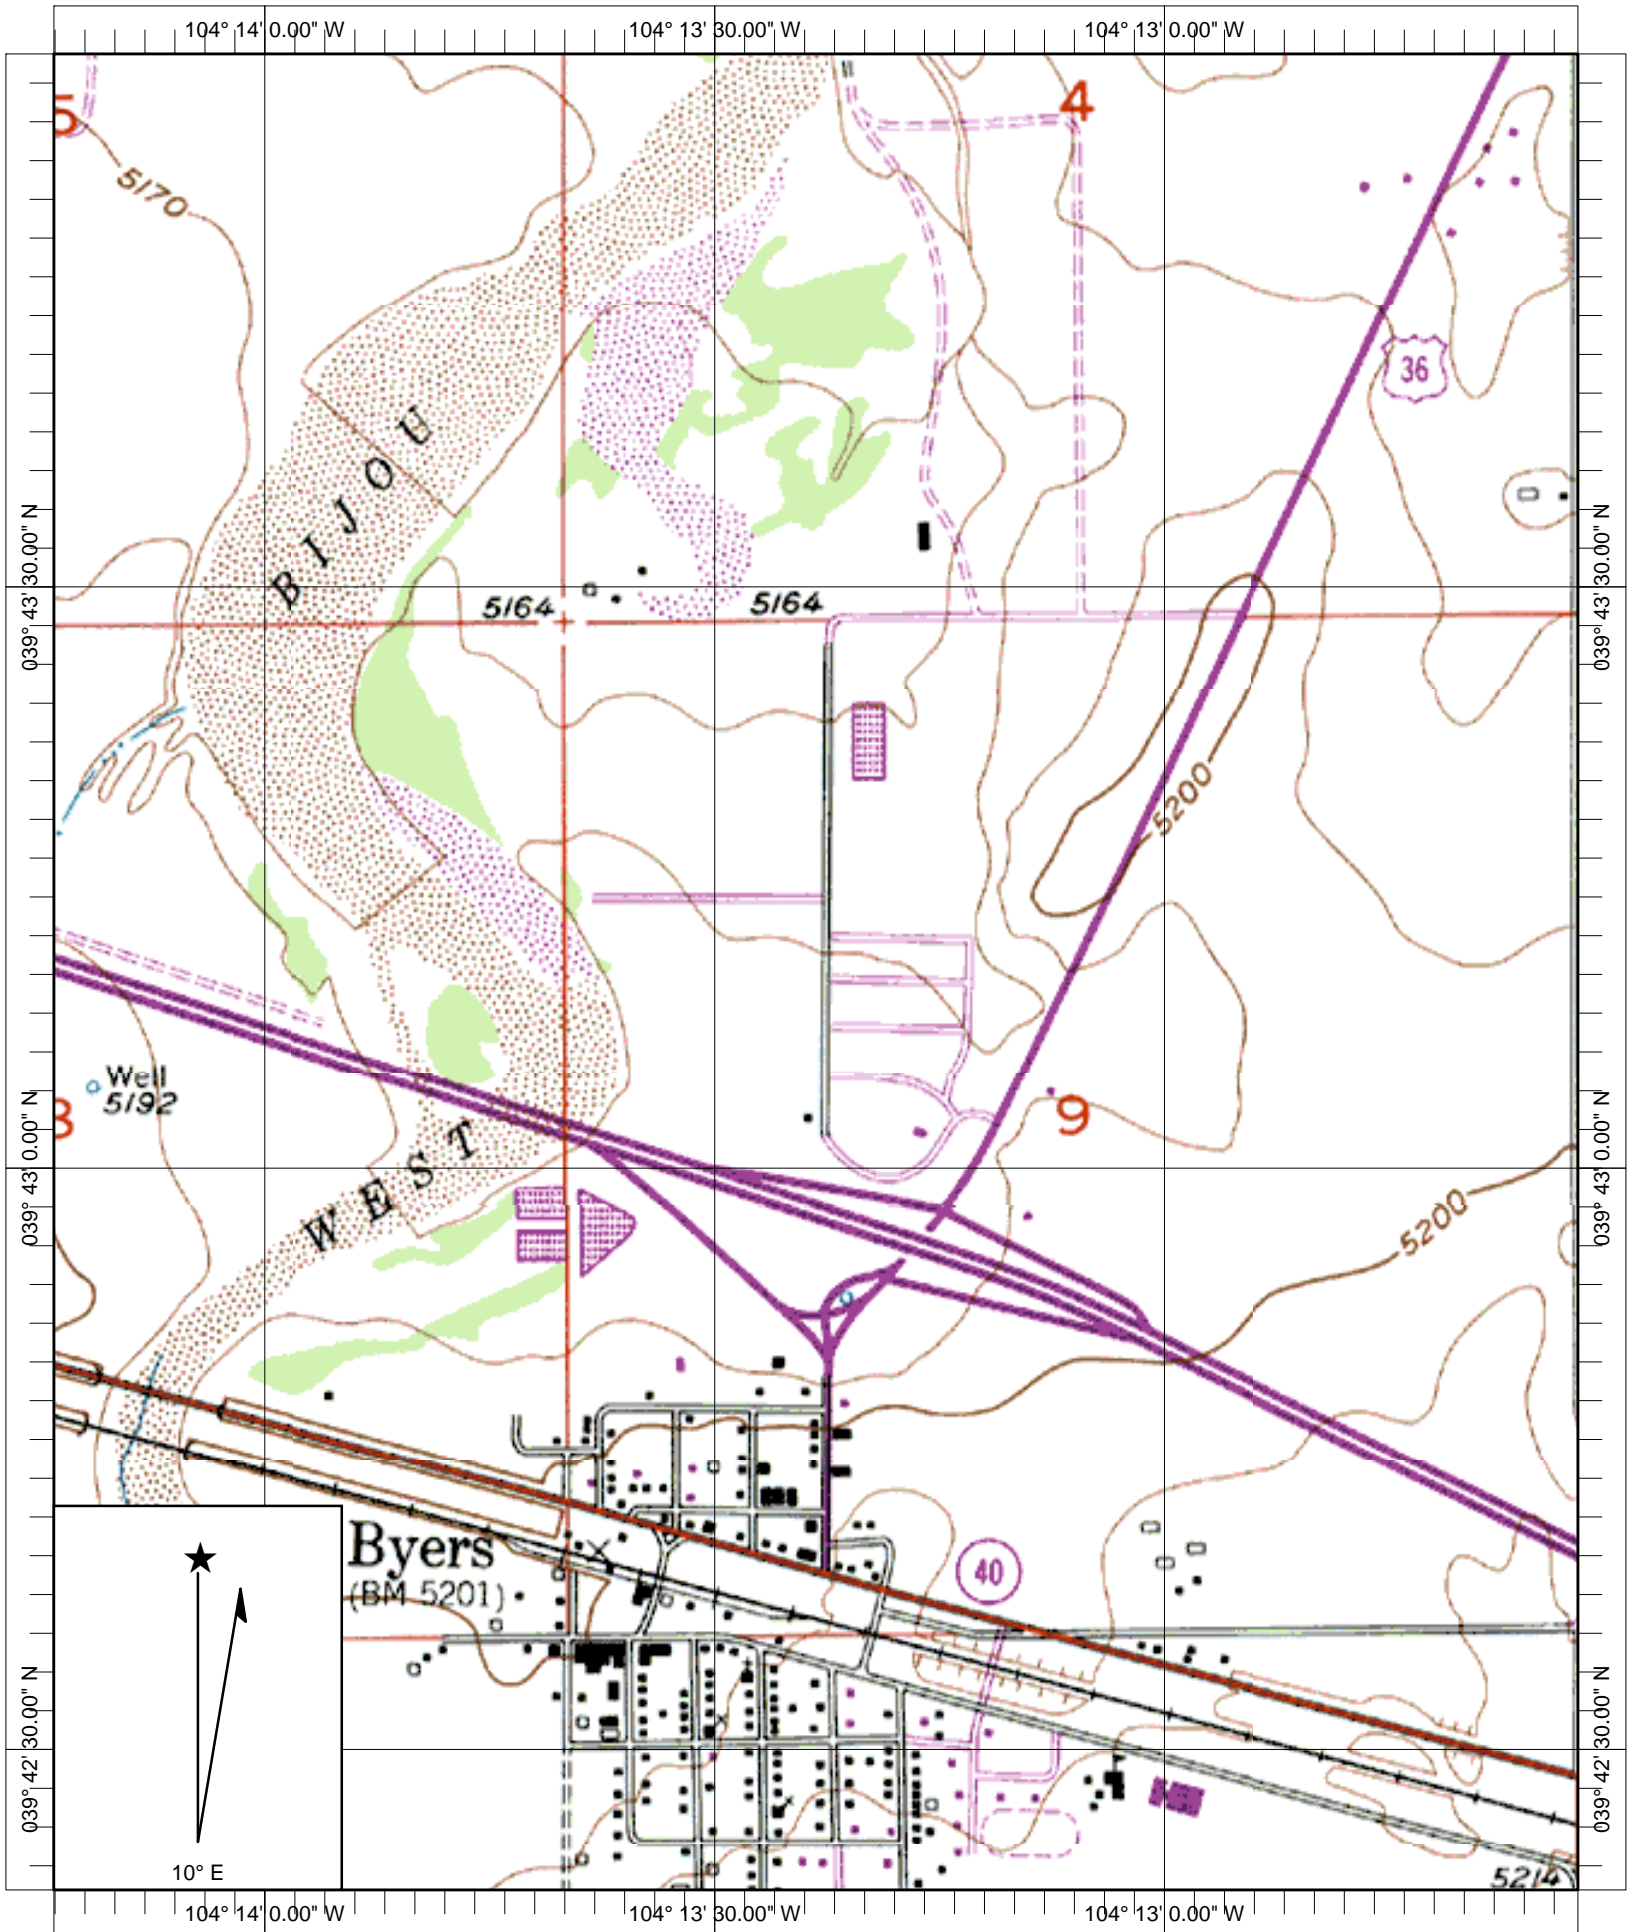 104° 14' 0.00" W
104° 13' 30.00" W
104° 13' 0.00" W
5
4
5170
36
BIJOU
039° 43' 30.00" N
039° 43' 30.00" N
5164
5164
5200
Well
5192
8
9
039° 43' 0.00" N
039° 43' 0.00" N
WEST
5200
Byers
(BM 5201)
40
039° 42' 30.00" N
039° 42' 30.00" N
10° E
5214
104° 14' 0.00" W
104° 13' 30.00" W
104° 13' 0.00" W